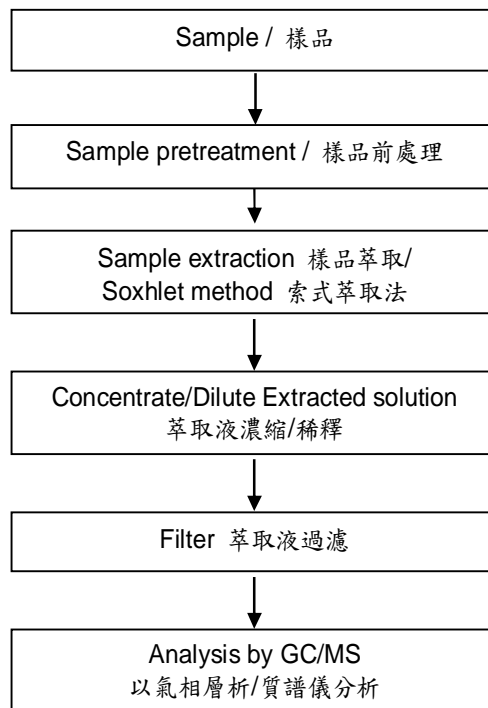 Sample / 樣品
Sample pretreatment / 樣品前處理
Sample extraction 樣品萃取/
Soxhlet method 索式萃取法
Concentrate/Dilute Extracted solution
萃取液濃縮/稀釋
Filter 萃取液過濾
Analysis by GC/MS
以氣相層析/質譜儀分析